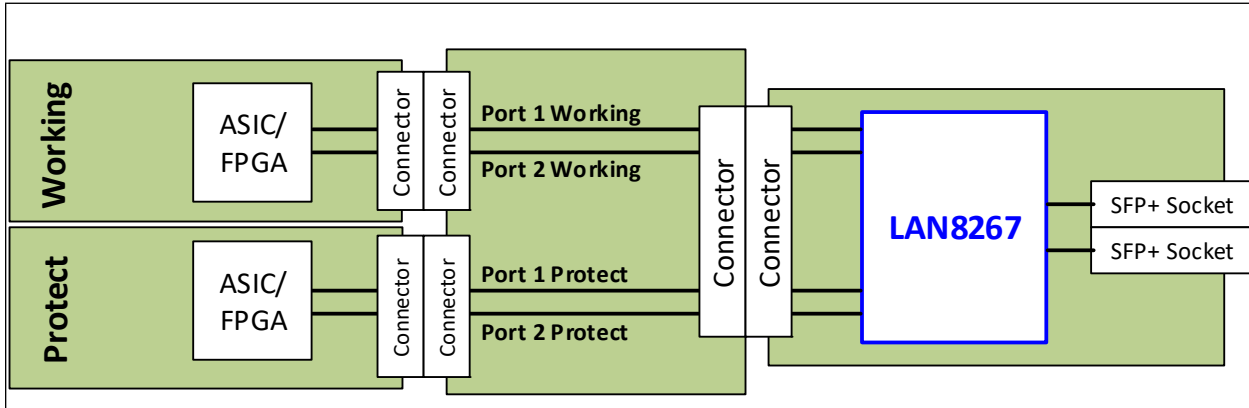 Working
ASIC/
FPGA
Connector
Connector
Port 1 Working
Port 2 Working
Protect
ASIC/
FPGA
Connector
Connector
Port 1 Protect
Port 2 Protect
Connector
Connector
LAN8267
SFP+ Socket
SFP+ Socket